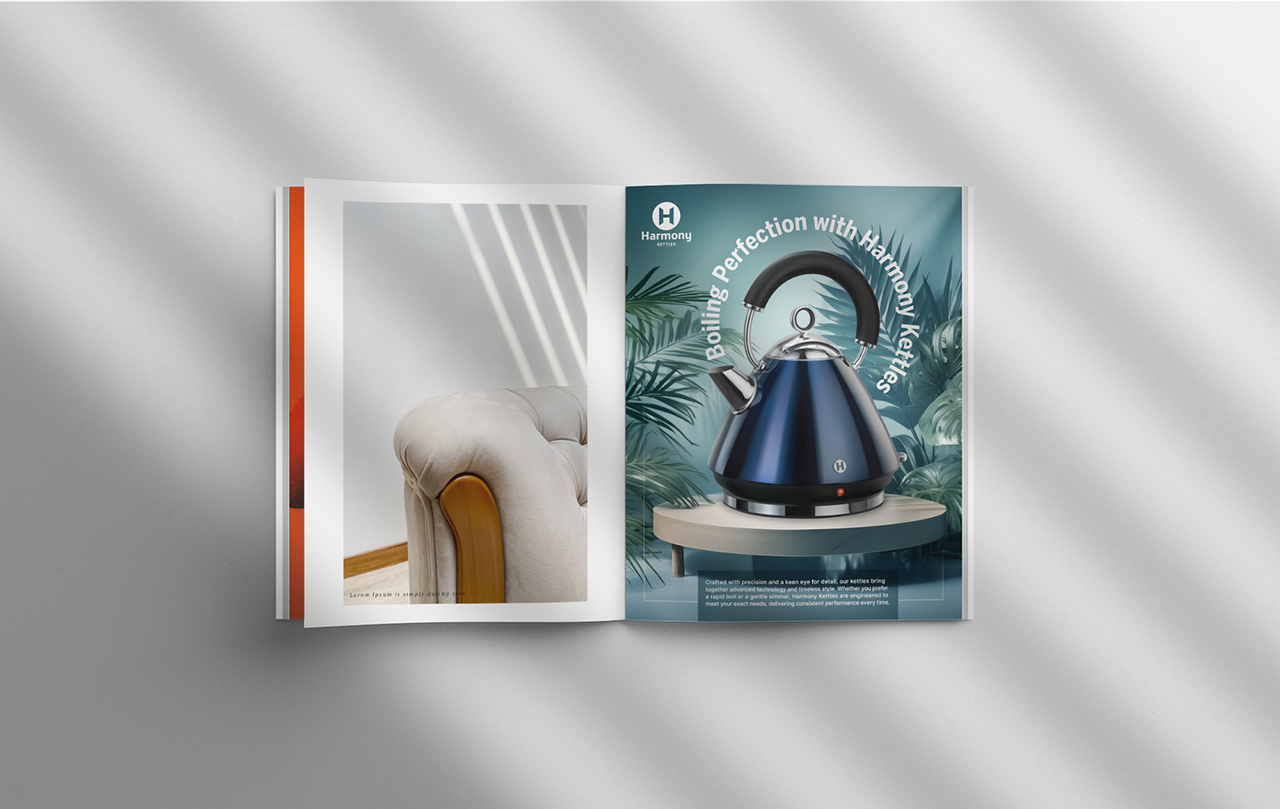 Lorem Ipsum is simply dummy text
H
Harmony
KETTLES
Boiling Perfection with Harmony Kettles
H
Crafted with precision and a keen eye for detail, our kettles bring
together advanced technology and timeless style. Whether you prefer
a rapid boil or a gentle simmer, Harmony Kettles are engineered to
meet your exact needs, delivering consistent performance every time.